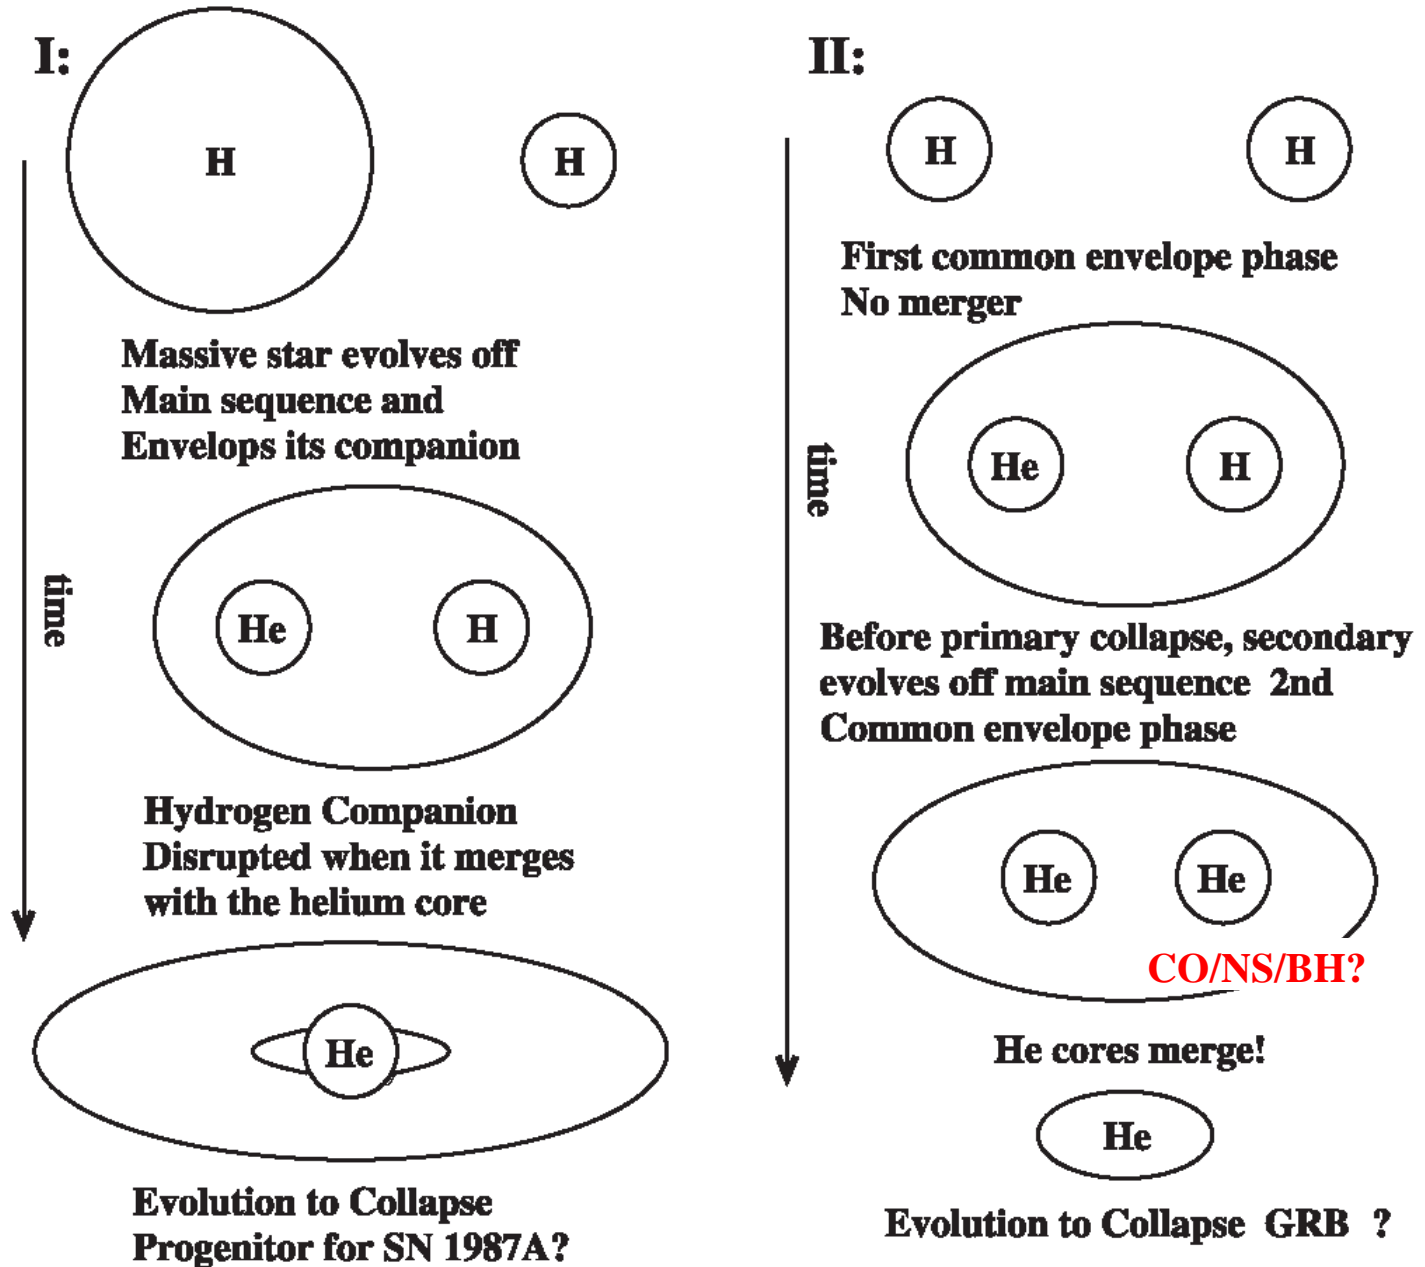 I:
H
H
Massive star evolves off
Main sequence and
Envelops its companion
time
He
H
Hydrogen Companion
Disrupted when it merges
with the helium core
He
Evolution to Collapse
Progenitor for SN 1987A?
II:
H
H
First common envelope phase
No merger
time
He
H
Before primary collapse, secondary
evolves off main sequence 2nd
Common envelope phase
He
He
CO/NS/BH?
He cores merge!
He
Evolution to Collapse GRB ?